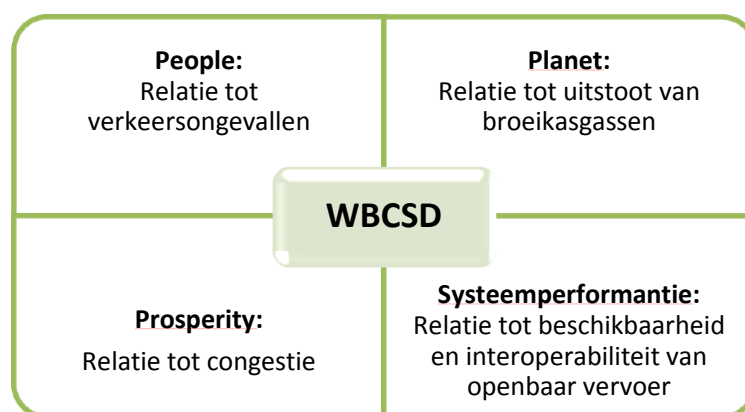 People:
Relatie tot
verkeersongevallen
Planet:
Relatie tot uitstoot van
broeikasgassen
WBCSD
Prosperity:
Relatie tot congestie
Systeemperformantie:
Relatie tot beschikbaarheid
en interoperabiliteit van
openbaar vervoer